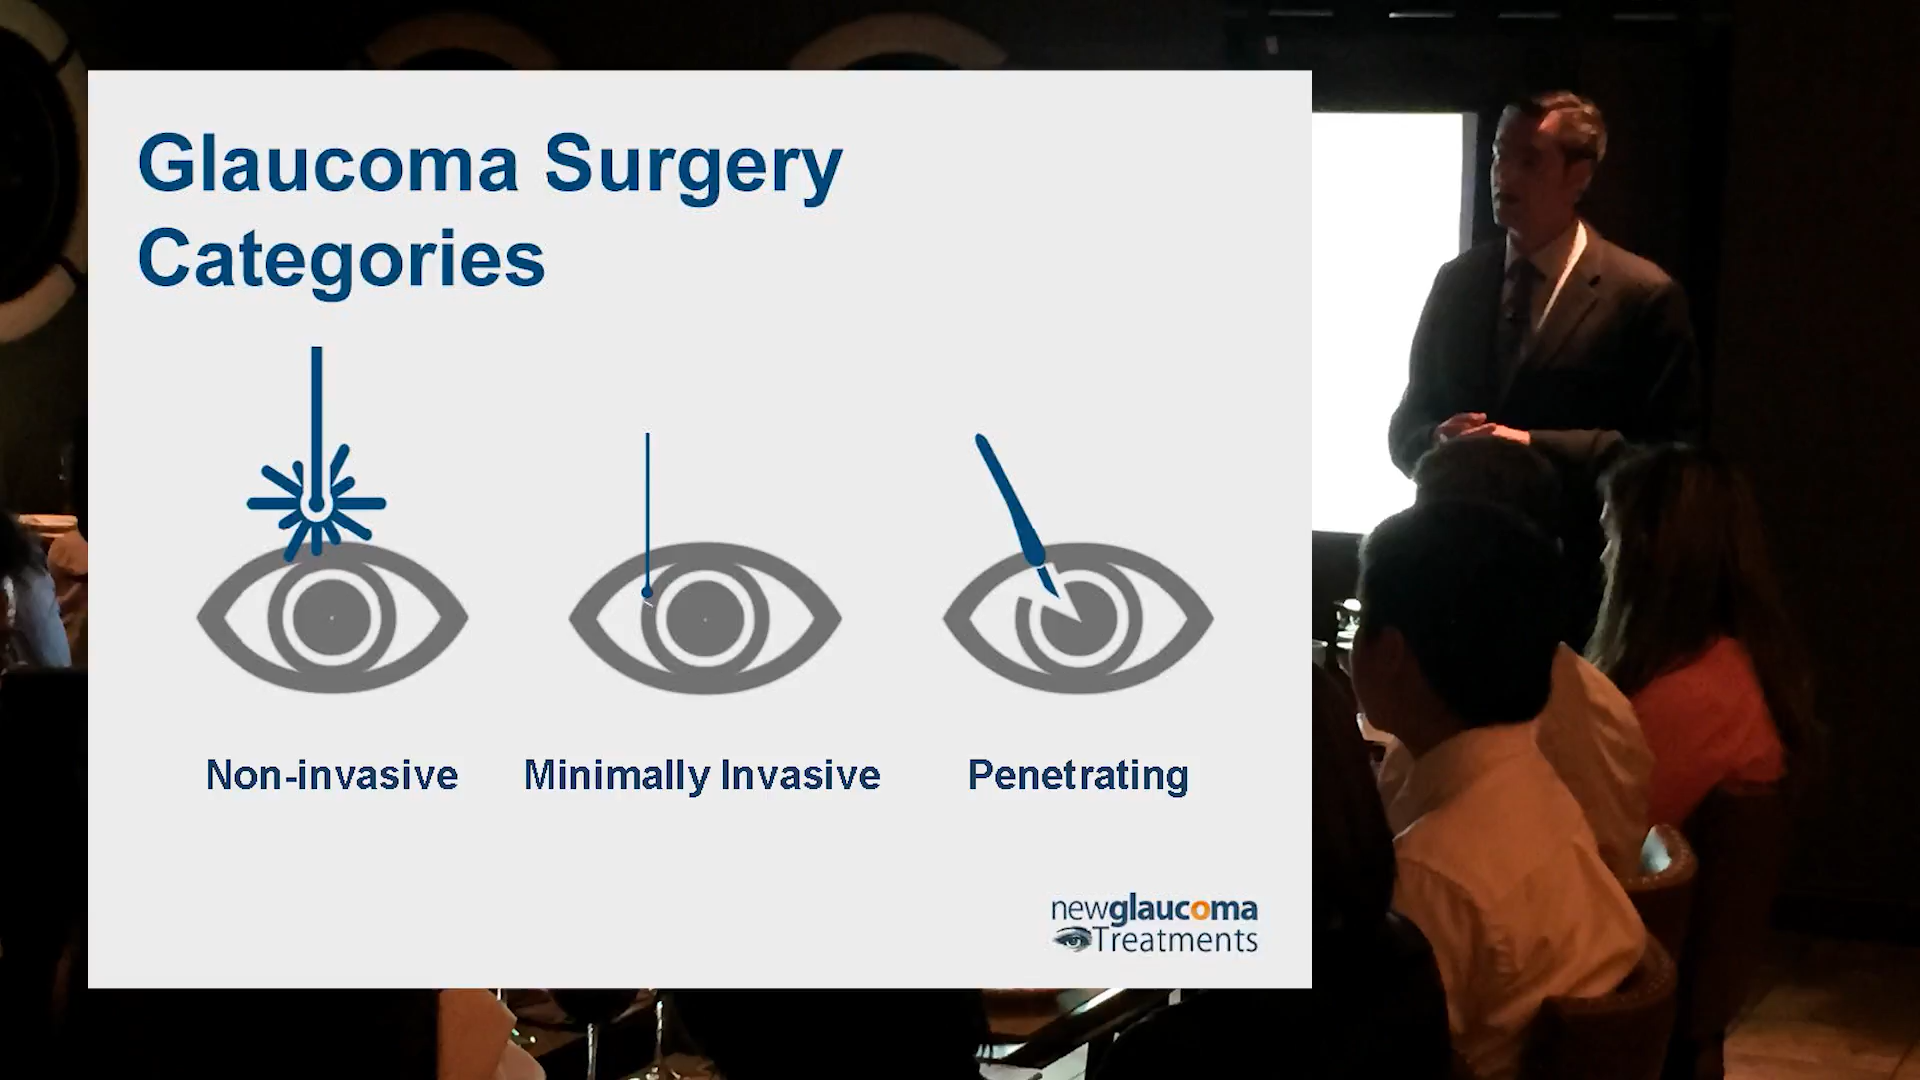 Glaucoma Surgery
Categories
Non-invasive Minimally Invasive Penetrating
newglaucoma
Treatments